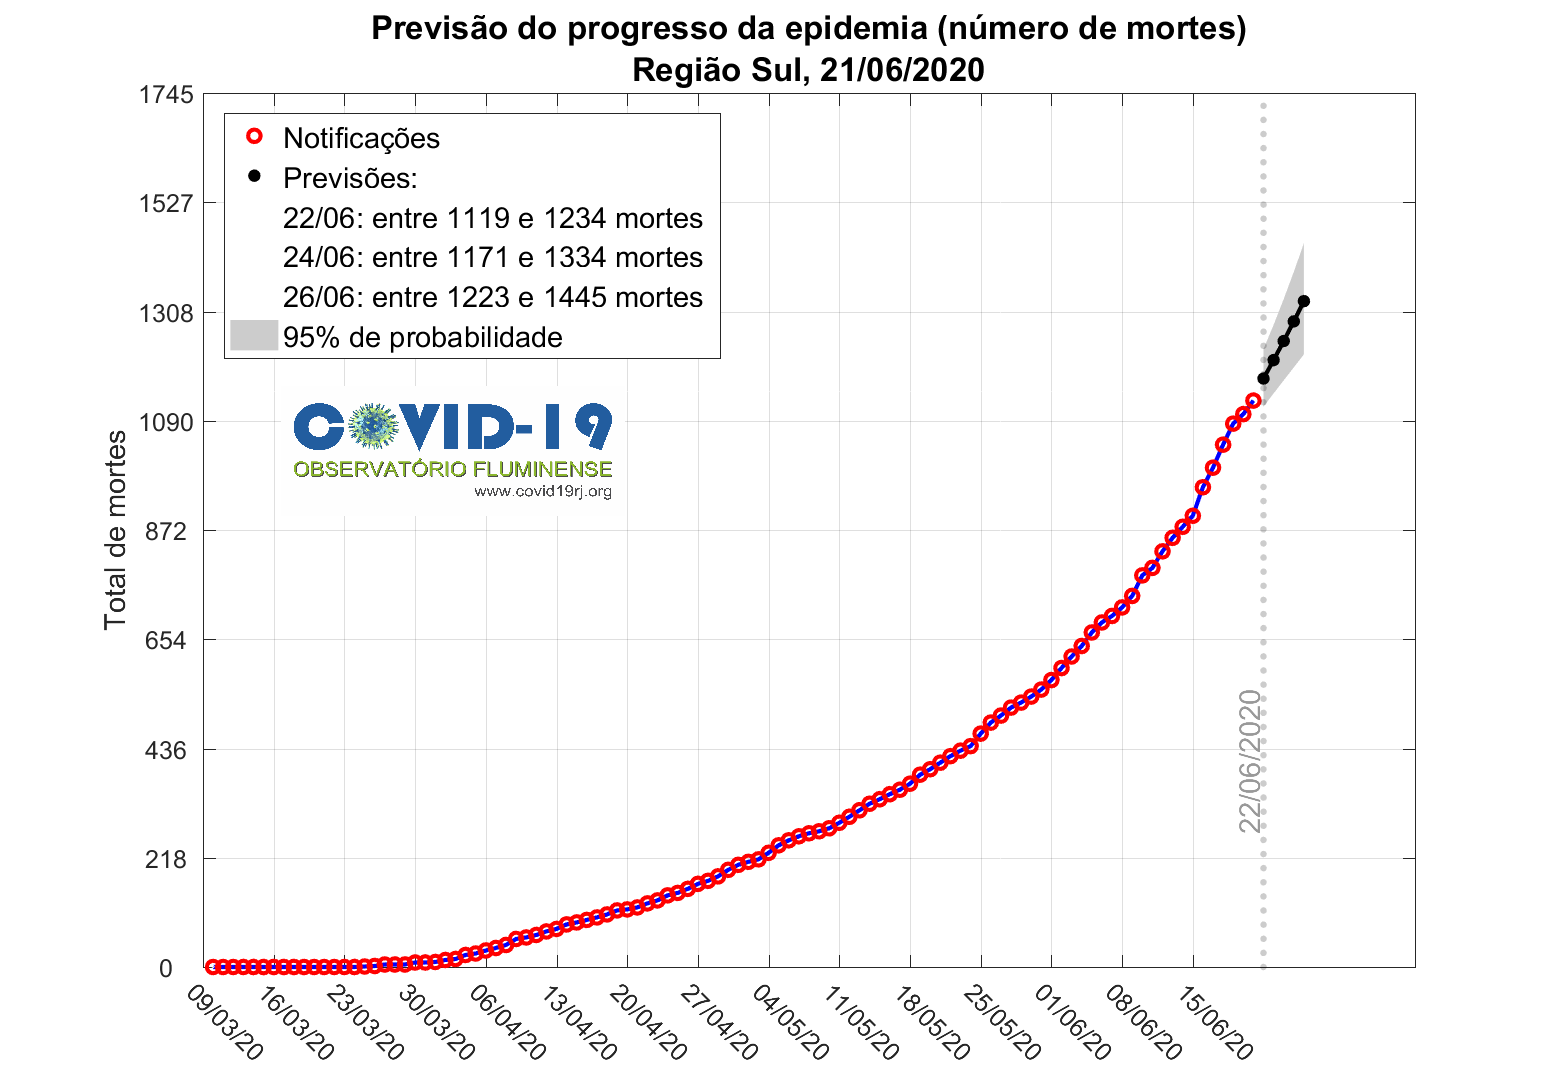 Previsão do progresso da epidemia (número de mortes)
Região Sul, 21/06/2020
1745
1527
1308
1090
872
654
436
218
0
Total de mortes
Notificações
Previsões:
22/06: entre 1119 e 1234 mortes
24/06: entre 1171 e 1334 mortes
26/06: entre 1223 e 1445 mortes
95% de probabilidade
COVID-19
OBSERVATÓRIO FLUMINENSE
www.covid19rj.org
22/06/2020
09/03/20
16/03/20
23/03/20
30/03/20
06/04/20
13/04/20
20/04/20
27/04/20
04/05/20
11/05/20
18/05/20
25/05/20
01/06/20
08/06/20
15/06/20